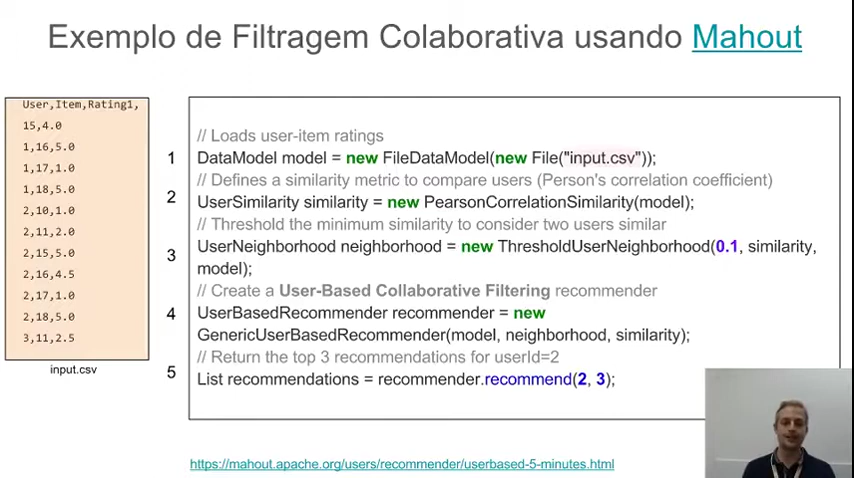 Exemplo de Filtragem Colaborativa usando Mahout
User,Item,Rating1,
15,4.0
1,16,5.0
1,17,1.0
1,18,5.0
2,10,1.0
2,11,2.0
2,15,5.0
2,16,4.5
2,17,1.0
2,18,5.0
3,11,2.5
input.csv
// Loads user-item ratings
1 DataModel model = new FileDataModel(new File("input.csv"));
// Defines a similarity metric to compare users (Person's correlation coefficient)
2 UserSimilarity similarity = new PearsonCorrelationSimilarity(model);
// Threshold the minimum similarity to consider two users similar
3 UserNeighborhood neighborhood = new ThresholdUserNeighborhood(0.1, similarity,
model);
// Create a User-Based Collaborative Filtering recommender
4 UserBasedRecommender recommender = new
GenericUserBasedRecommender(model, neighborhood, similarity);
// Return the top 3 recommendations for userId=2
5 List recommendations = recommender.recommend(2, 3);
https://mahout.apache.org/users/recommender/userbased-5-minutes.html